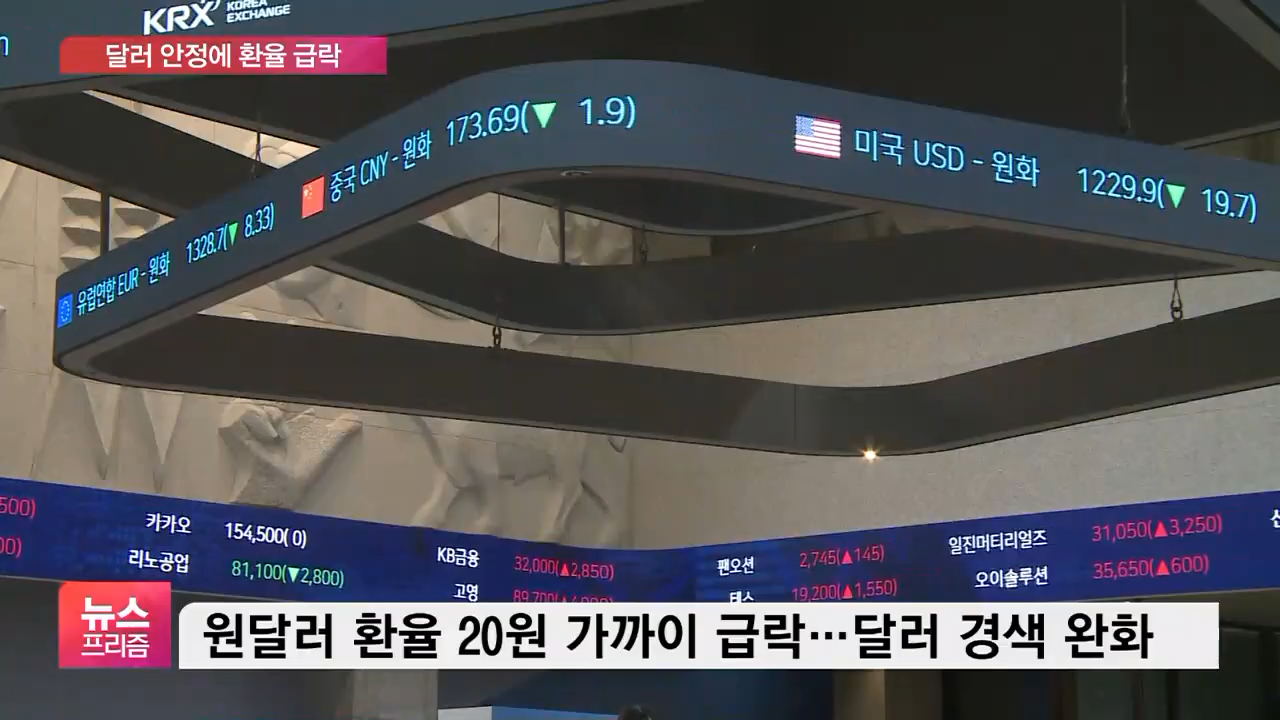 KRX KOREA EXCHANGE
달러 안정에 환율 급락
유럽연합 EUR - 원화 1328.7(▼ 8.33)
중국 CNY - 원화 173.69(▼ 1.9)
미국 USD - 원화 1229.9(▼ 19.7)
500)
00)
카카오 154,500( 0)
리노공업 81,100(▼2,800)
KB금융 32,000(▲2,850)
고영
팬오션 2,745(▲145)
테스 19,200(▲1,550)
일진머티리얼즈 31,050(▲3,250)
오이솔루션 35,650(▲600)
뉴스
프리즘
원달러 환율 20원 가까이 급락…달러 경색 완화